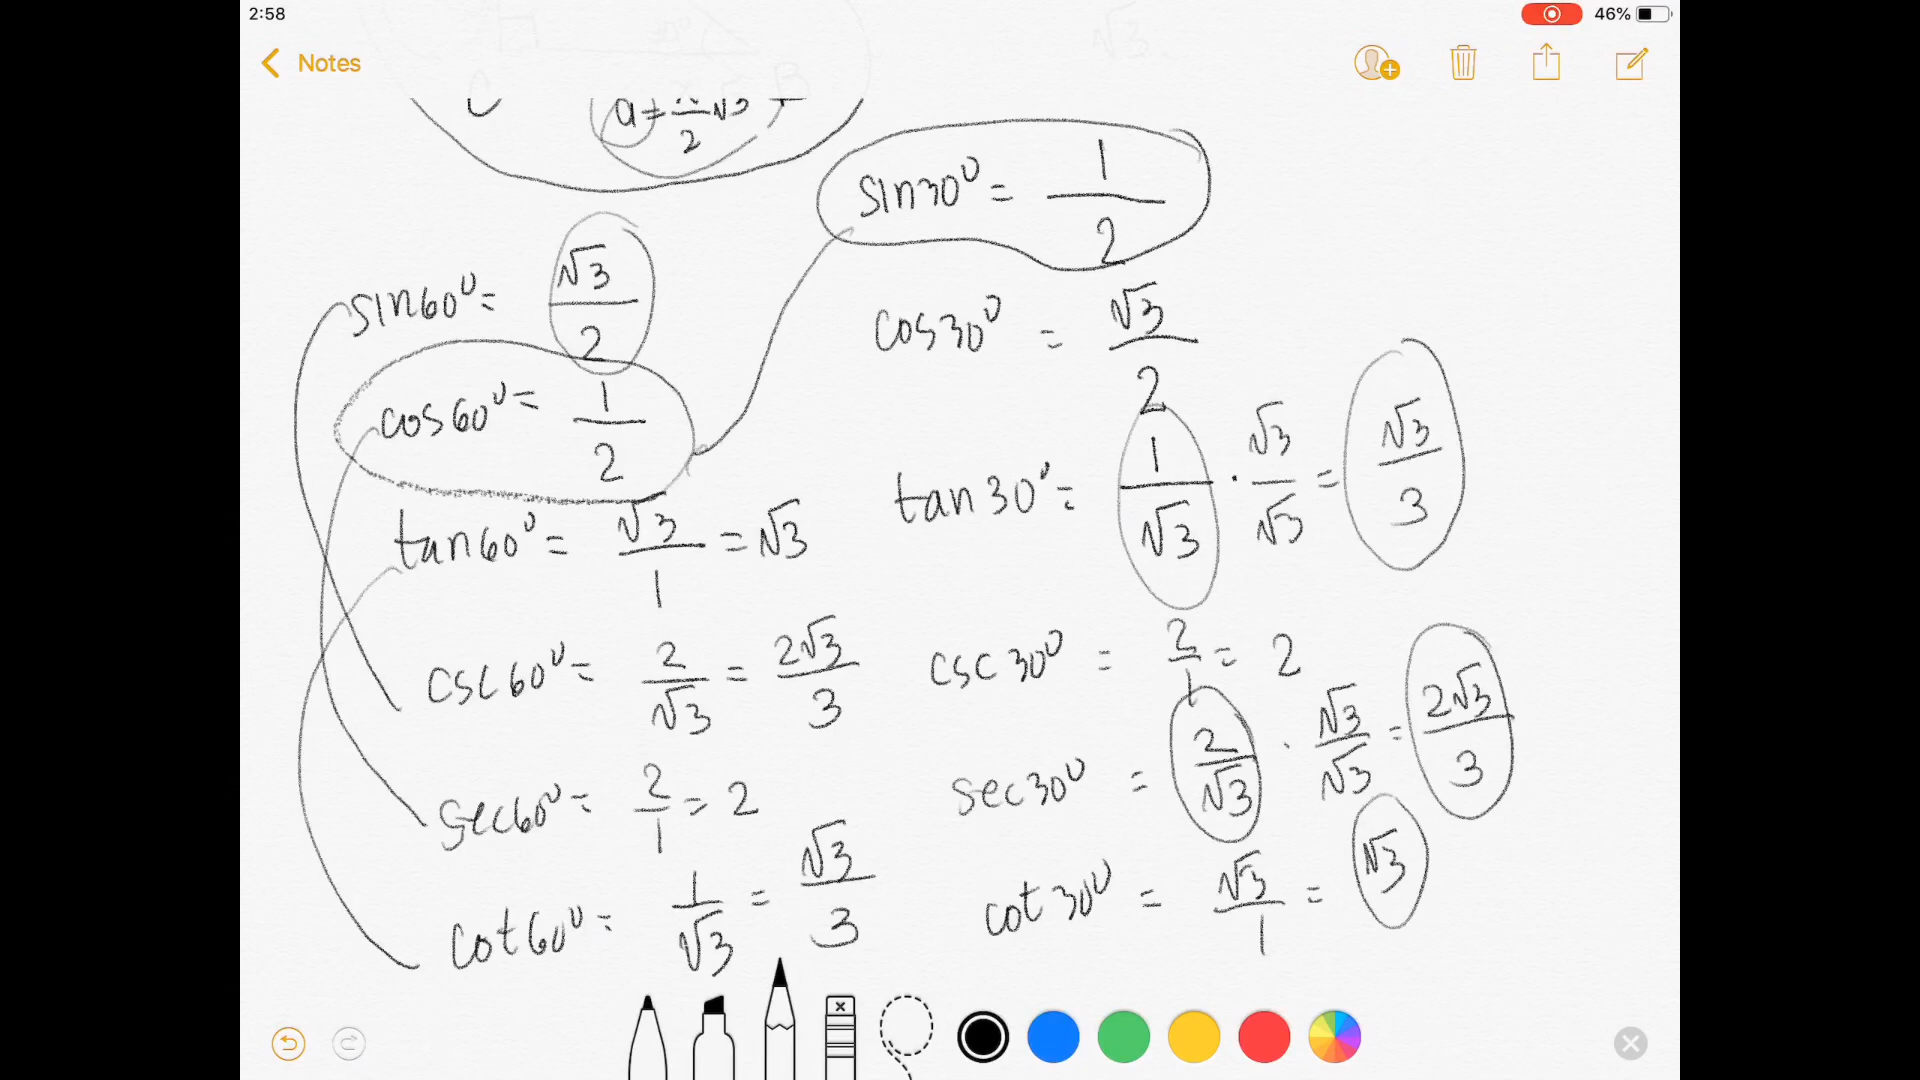 2:58
46%
Notes
sin30° = 1/2
sin60° = √3/2
cos30° = √3/2
cos60° = 1/2
tan30° = 1/√3 · √3/√3 = √3/3
tan60° = √3/1 = √3
csc60° = 2/√3 = 2√3/3
csc30° = 2/1 = 2
sec60° = 2/1 = 2
sec30° = 2/√3 · √3/√3 = 2√3/3
cot60° = 1/√3 = √3/3
cot30° = √3/1 = √3